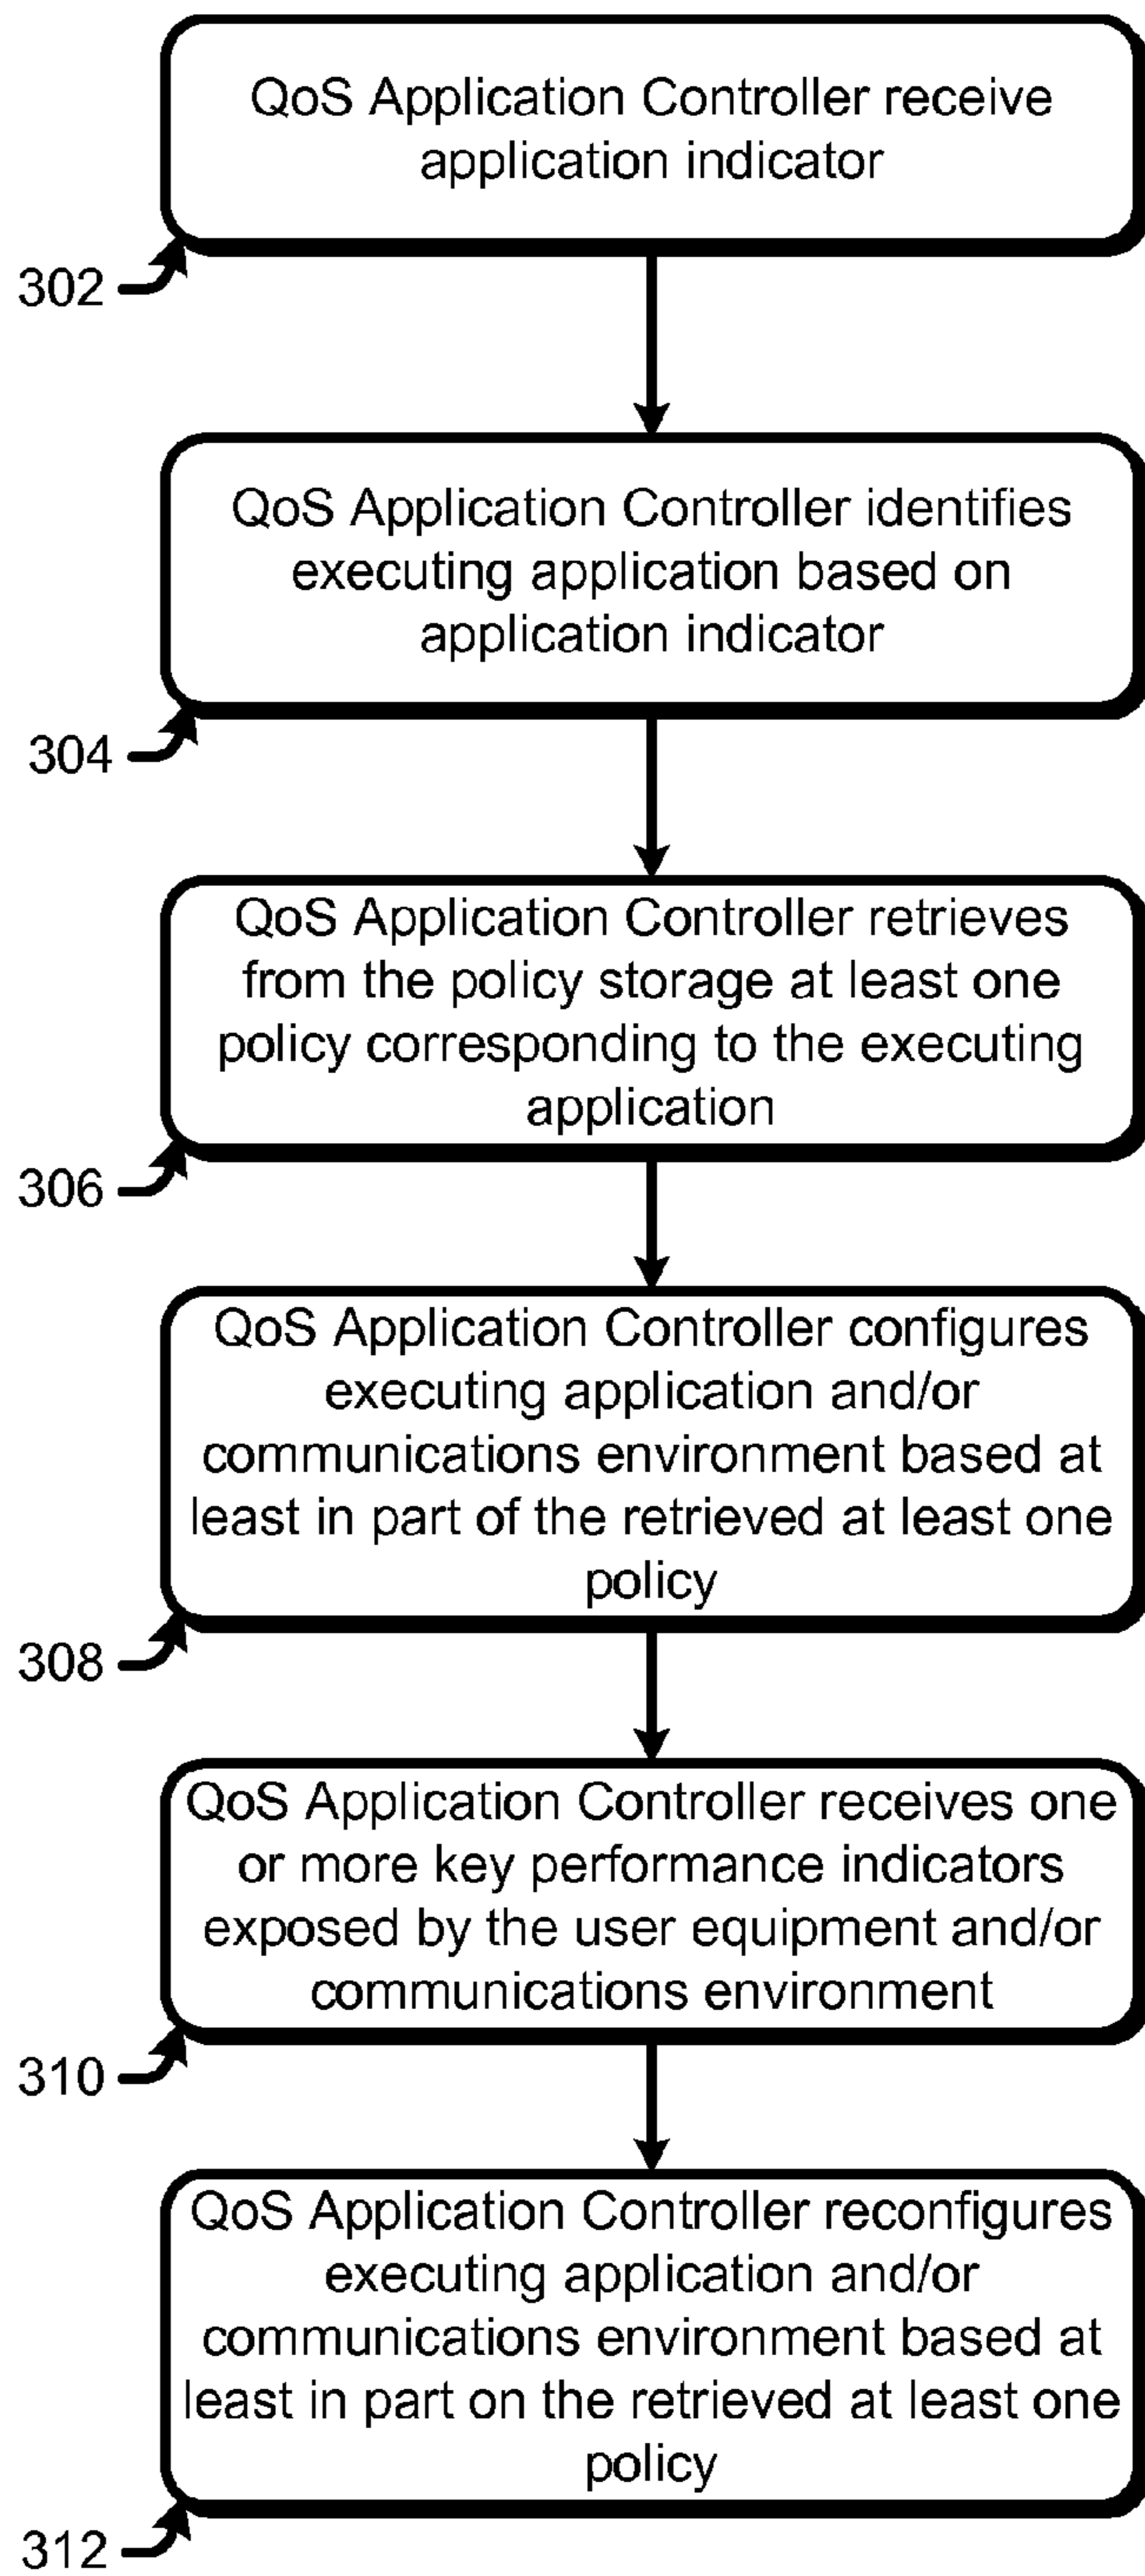 QoS Application Controller receive
application indicator
302
QoS Application Controller identifies
executing application based on
application indicator
304
QoS Application Controller retrieves
from the policy storage at least one
policy corresponding to the executing
application
306
QoS Application Controller configures
executing application and/or
communications environment based at
least in part of the retrieved at least one
policy
308
QoS Application Controller receives one
or more key performance indicators
exposed by the user equipment and/or
communications environment
310
QoS Application Controller reconfigures
executing application and/or
communications environment based at
least in part on the retrieved at least one
policy
312